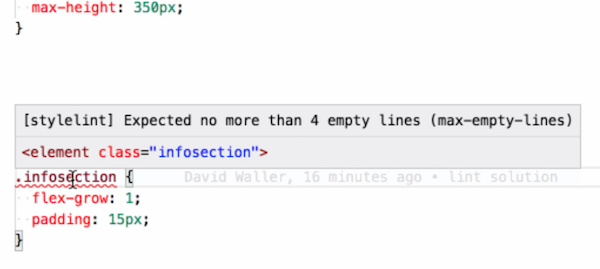 max-height: 350px;
}
[stylelint] Expected no more than 4 empty lines (max-empty-lines)
<element class="infosection">
.infosection {    David Waller, 16 minutes ago • lint solution
flex-grow: 1;
padding: 15px;
}